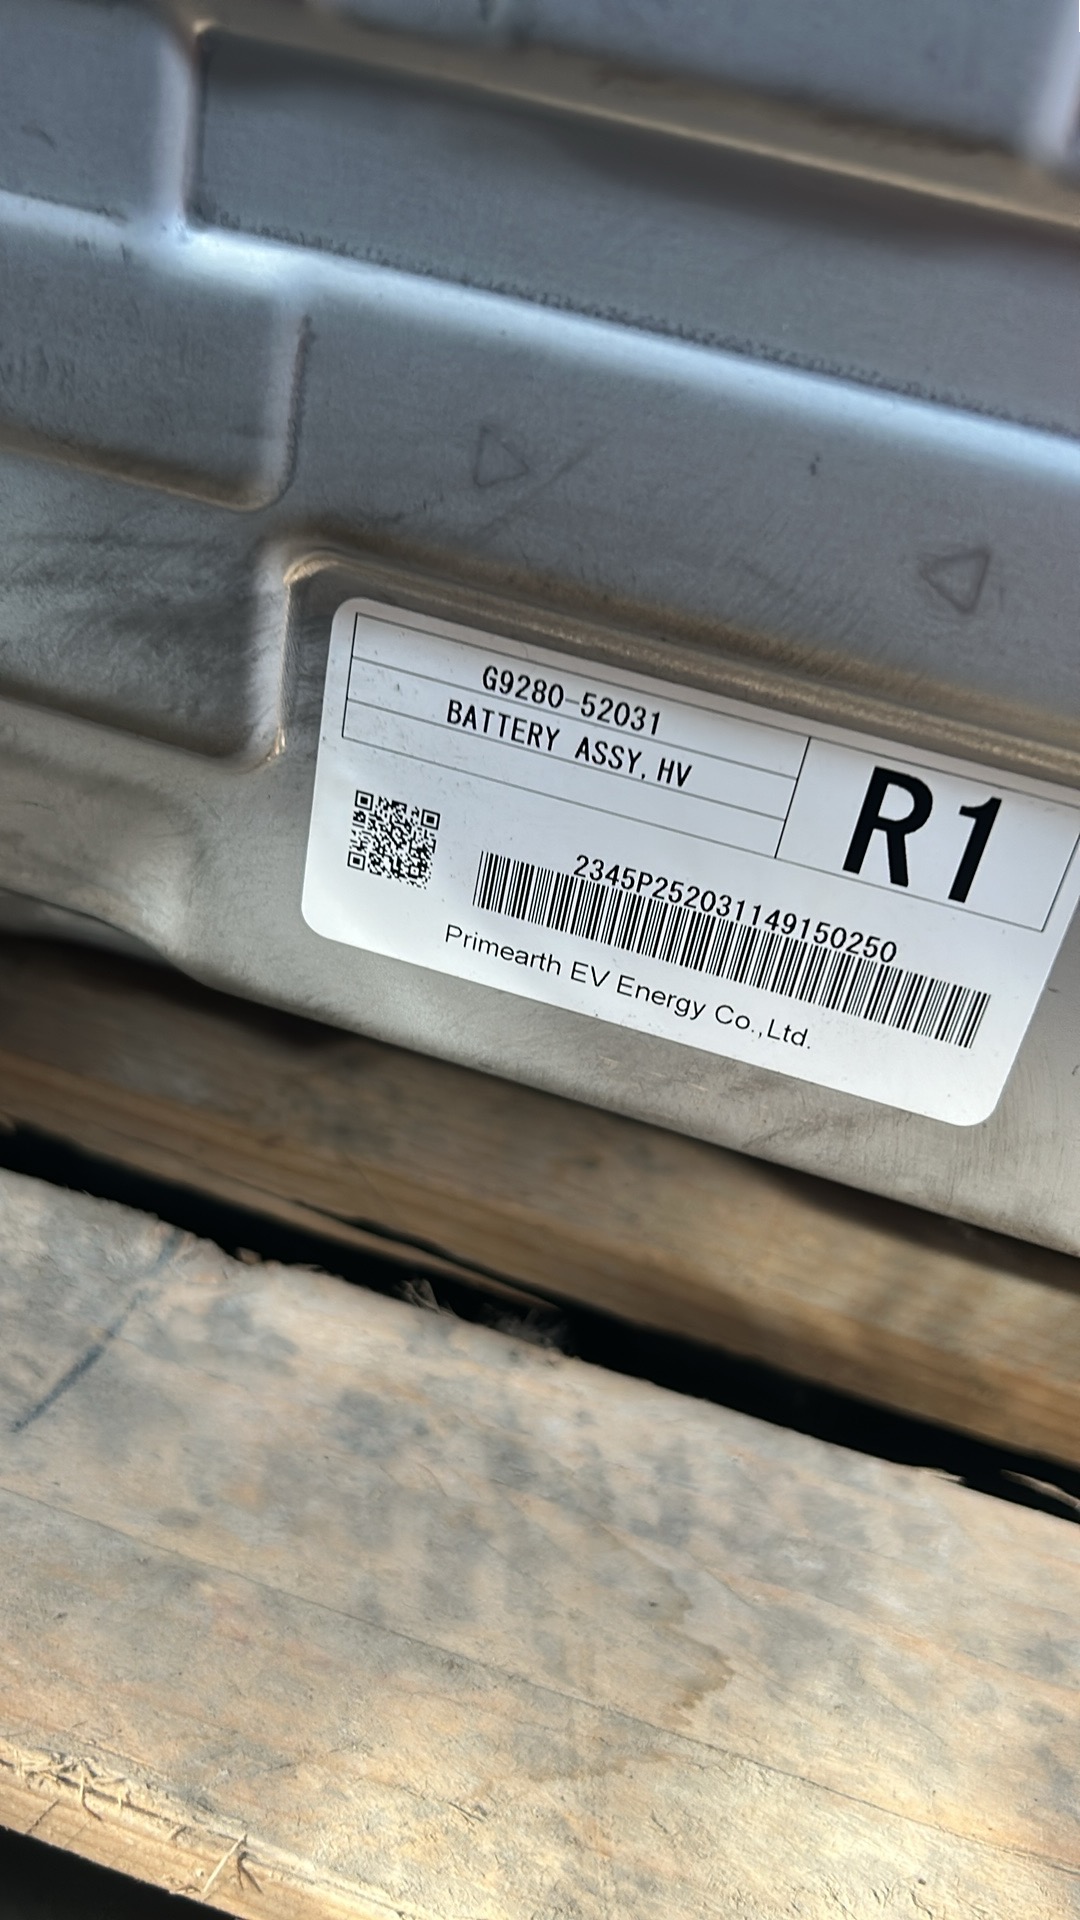 G9280-52031
BATTERY ASSY, HV
R1
2345P252031149150250
Primearth EV Energy Co.,Ltd.